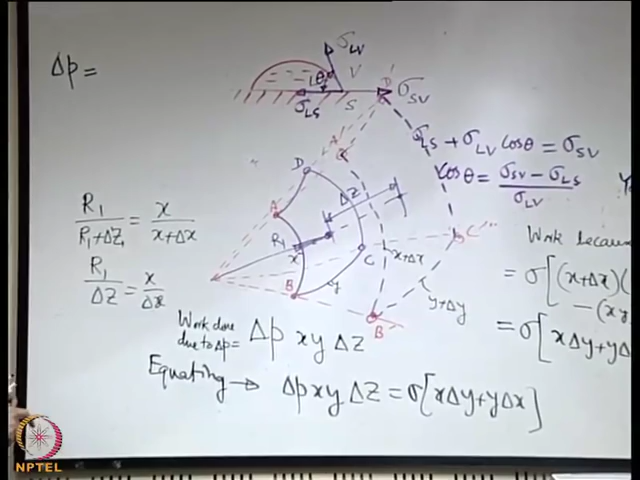 Δp =
σLV
θ
L
V
S
σLS
D'
σSV
σLS + σLV cosθ = σSV
cosθ = (σSV − σLS) / σLV
A'
D
ΔZ
A
R1
x
C
x+Δx
C'
B
y
y+Δy
B'
R1 / (R1+ΔZ) = x / (x+Δx)
R1 / ΔZ = x / Δx
Work becau
= σ[(x+Δx)(
−(xy
= σ[xΔy+yΔ
Work done
due to Δp = Δp xy ΔZ
Equating → Δp xy ΔZ = σ[xΔy+yΔx]
NPTEL